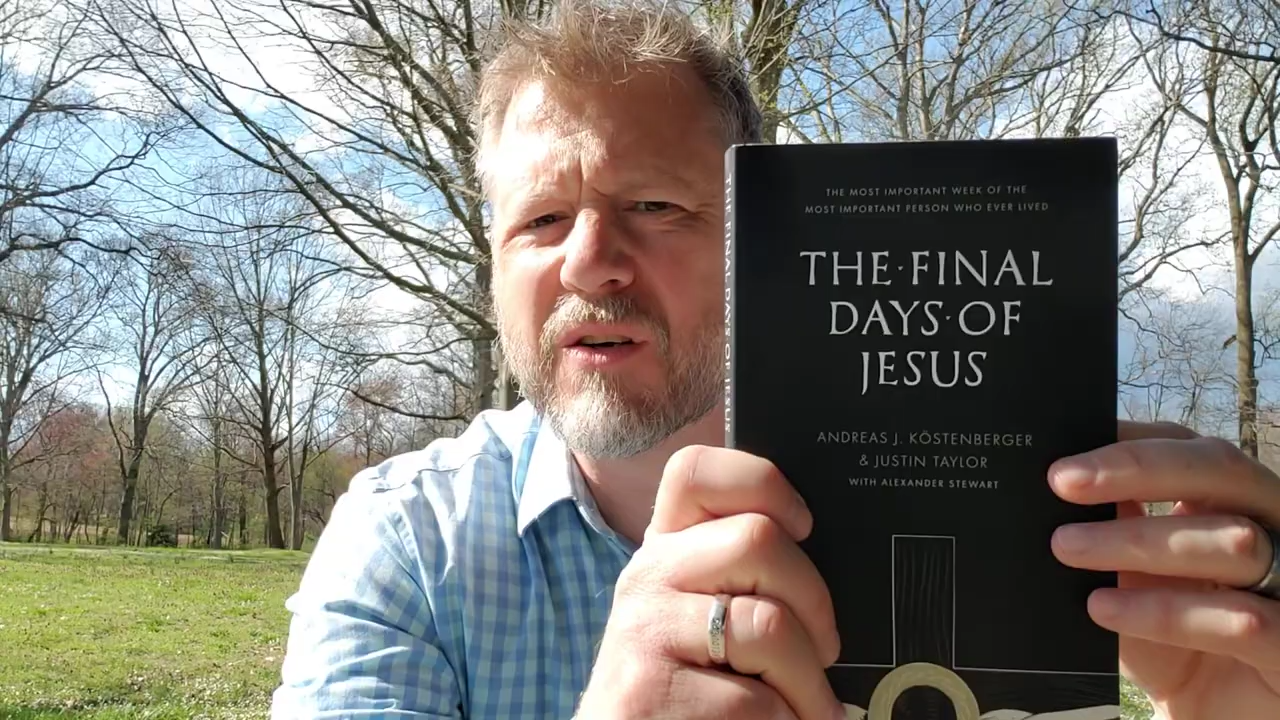 THE MOST IMPORTANT WEEK OF THE
MOST IMPORTANT PERSON WHO EVER LIVED
THE·FINAL
DAYS·OF
JESUS
ANDREAS J. KÖSTENBERGER
& JUSTIN TAYLOR
WITH ALEXANDER STEWART
THE FINAL DAYS OF JESUS